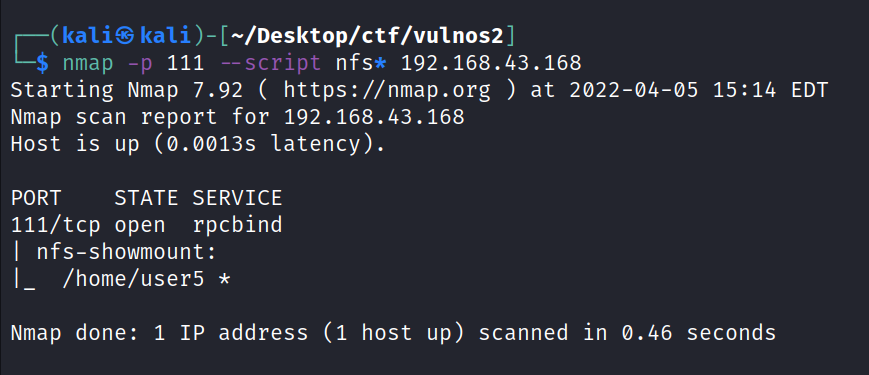 ┌──(kali㉿kali)-[~/Desktop/ctf/vulnos2]
└─$ nmap -p 111 --script nfs* 192.168.43.168
Starting Nmap 7.92 ( https://nmap.org ) at 2022-04-05 15:14 EDT
Nmap scan report for 192.168.43.168
Host is up (0.0013s latency).
PORT    STATE SERVICE
111/tcp open  rpcbind
| nfs-showmount:
|_  /home/user5 *
Nmap done: 1 IP address (1 host up) scanned in 0.46 seconds